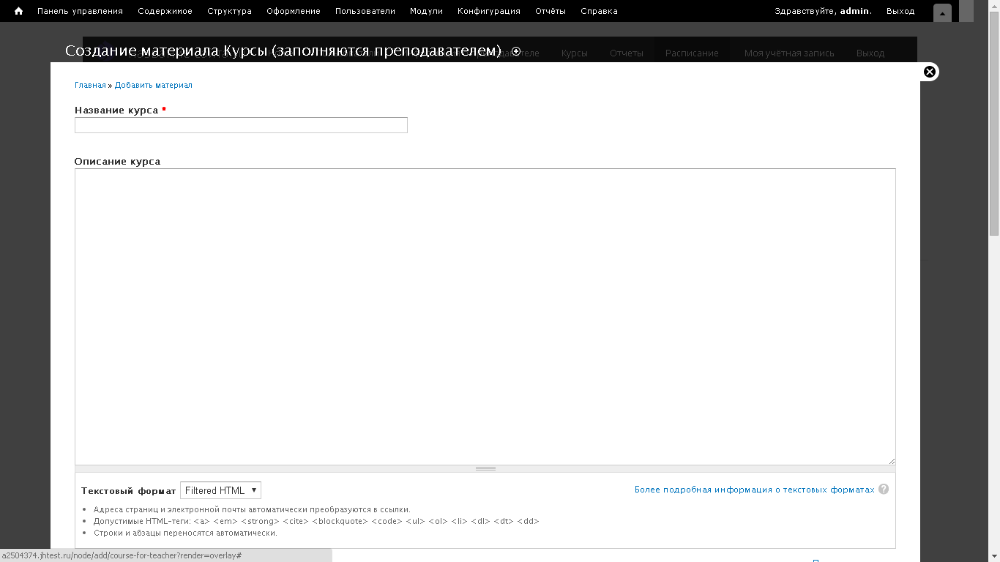 Панель управления Содержимое Структура Оформление Пользователи Модули Конфигурация Отчёты Справка Здравствуйте, admin. Выход
Создание материала Курсы (заполняются преподавателем)
Курсы Отчеты Расписание Моя учётная запись Выход
Главная » Добавить материал
Название курса *
Описание курса
Текстовый формат Filtered HTML Более подробная информация о текстовых форматах ?
Адреса страниц и электронной почты автоматически преобразуются в ссылки.
Допустимые HTML-теги: <a> <em> <strong> <cite> <blockquote> <code> <ul> <ol> <li> <dl> <dt> <dd>
Строки и абзацы переносятся автоматически.
a2504374.jhtest.ru/node/add/course-for-teacher?render=overlay#